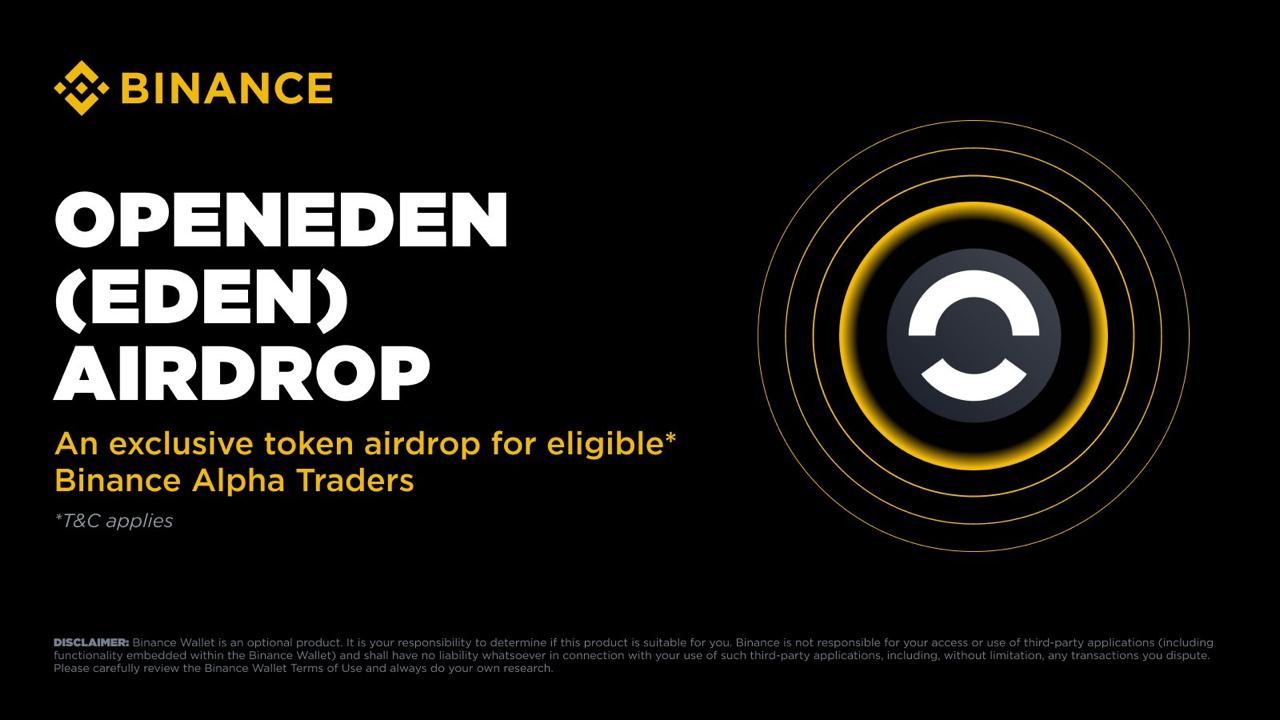 BINANCE
OPENEDEN
(EDEN)
AIRDROP
An exclusive token airdrop for eligible*
Binance Alpha Traders
*T&C applies
DISCLAIMER: Binance Wallet is an optional product. It is your responsibility to determine if this product is suitable for you. Binance is not responsible for your access or use of third-party applications (including
functionality embedded within the Binance Wallet) and shall have no liability whatsoever in connection with your use of such third-party applications, including, without limitation, any transactions you dispute.
Please carefully review the Binance Wallet Terms of Use and always do your own research.